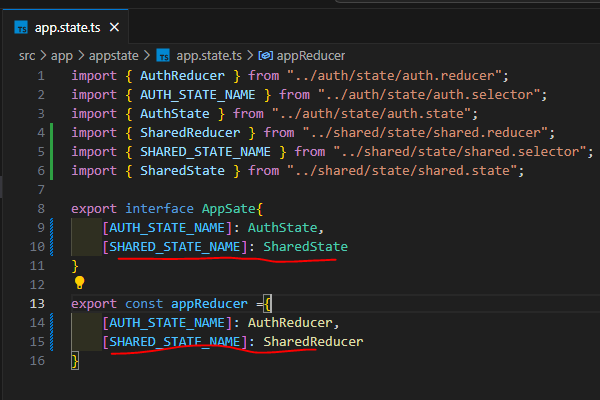 TS app.state.ts ×
src > app > appstate > TS app.state.ts > appReducer
1 import { AuthReducer } from "../auth/state/auth.reducer";
2 import { AUTH_STATE_NAME } from "../auth/state/auth.selector";
3 import { AuthState } from "../auth/state/auth.state";
4 import { SharedReducer } from "../shared/state/shared.reducer";
5 import { SHARED_STATE_NAME } from "../shared/state/shared.selector";
6 import { SharedState } from "../shared/state/shared.state";
7
8 export interface AppSate{
9 [AUTH_STATE_NAME]: AuthState,
10 [SHARED_STATE_NAME]: SharedState
11 }
12
13 export const appReducer ={
14 [AUTH_STATE_NAME]: AuthReducer,
15 [SHARED_STATE_NAME]: SharedReducer
16 }